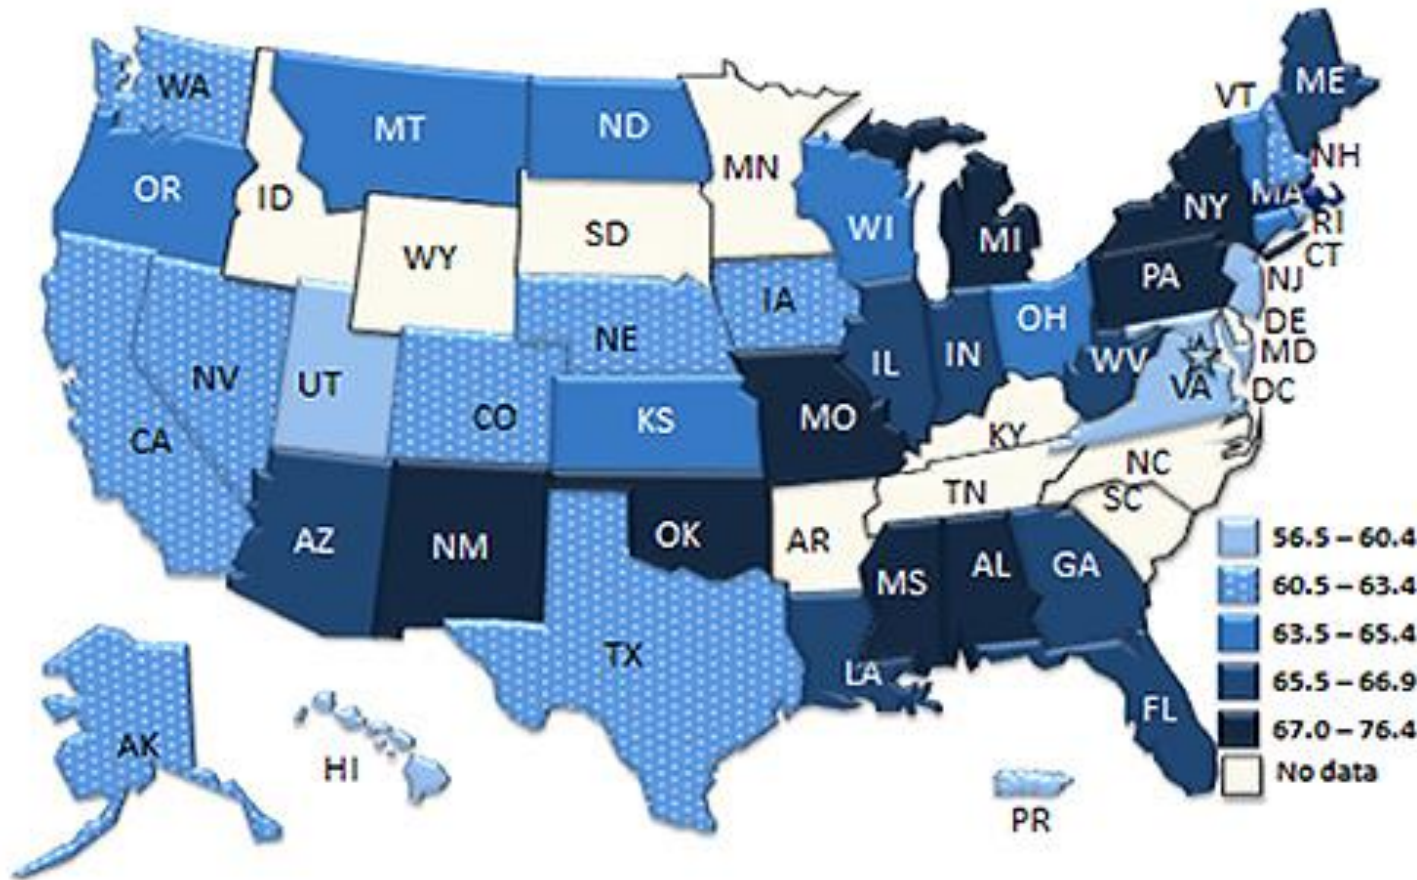 WA
MT
ND
MN
ME
VT
NH
OR
ID
WY
SD
WI
MI
NY
MA
RI
CT
PA
NJ
DE
MD
DC
NV
UT
CA
CO
NE
IA
KS
MO
IL
IN
OH
WV
VA
KY
NC
TN
SC
AZ
NM
OK
AR
MS
AL
GA
TX
LA
FL
AK
HI
PR
56.5 – 60.4
60.5 – 63.4
63.5 – 65.4
65.5 – 66.9
67.0 – 76.4
No data